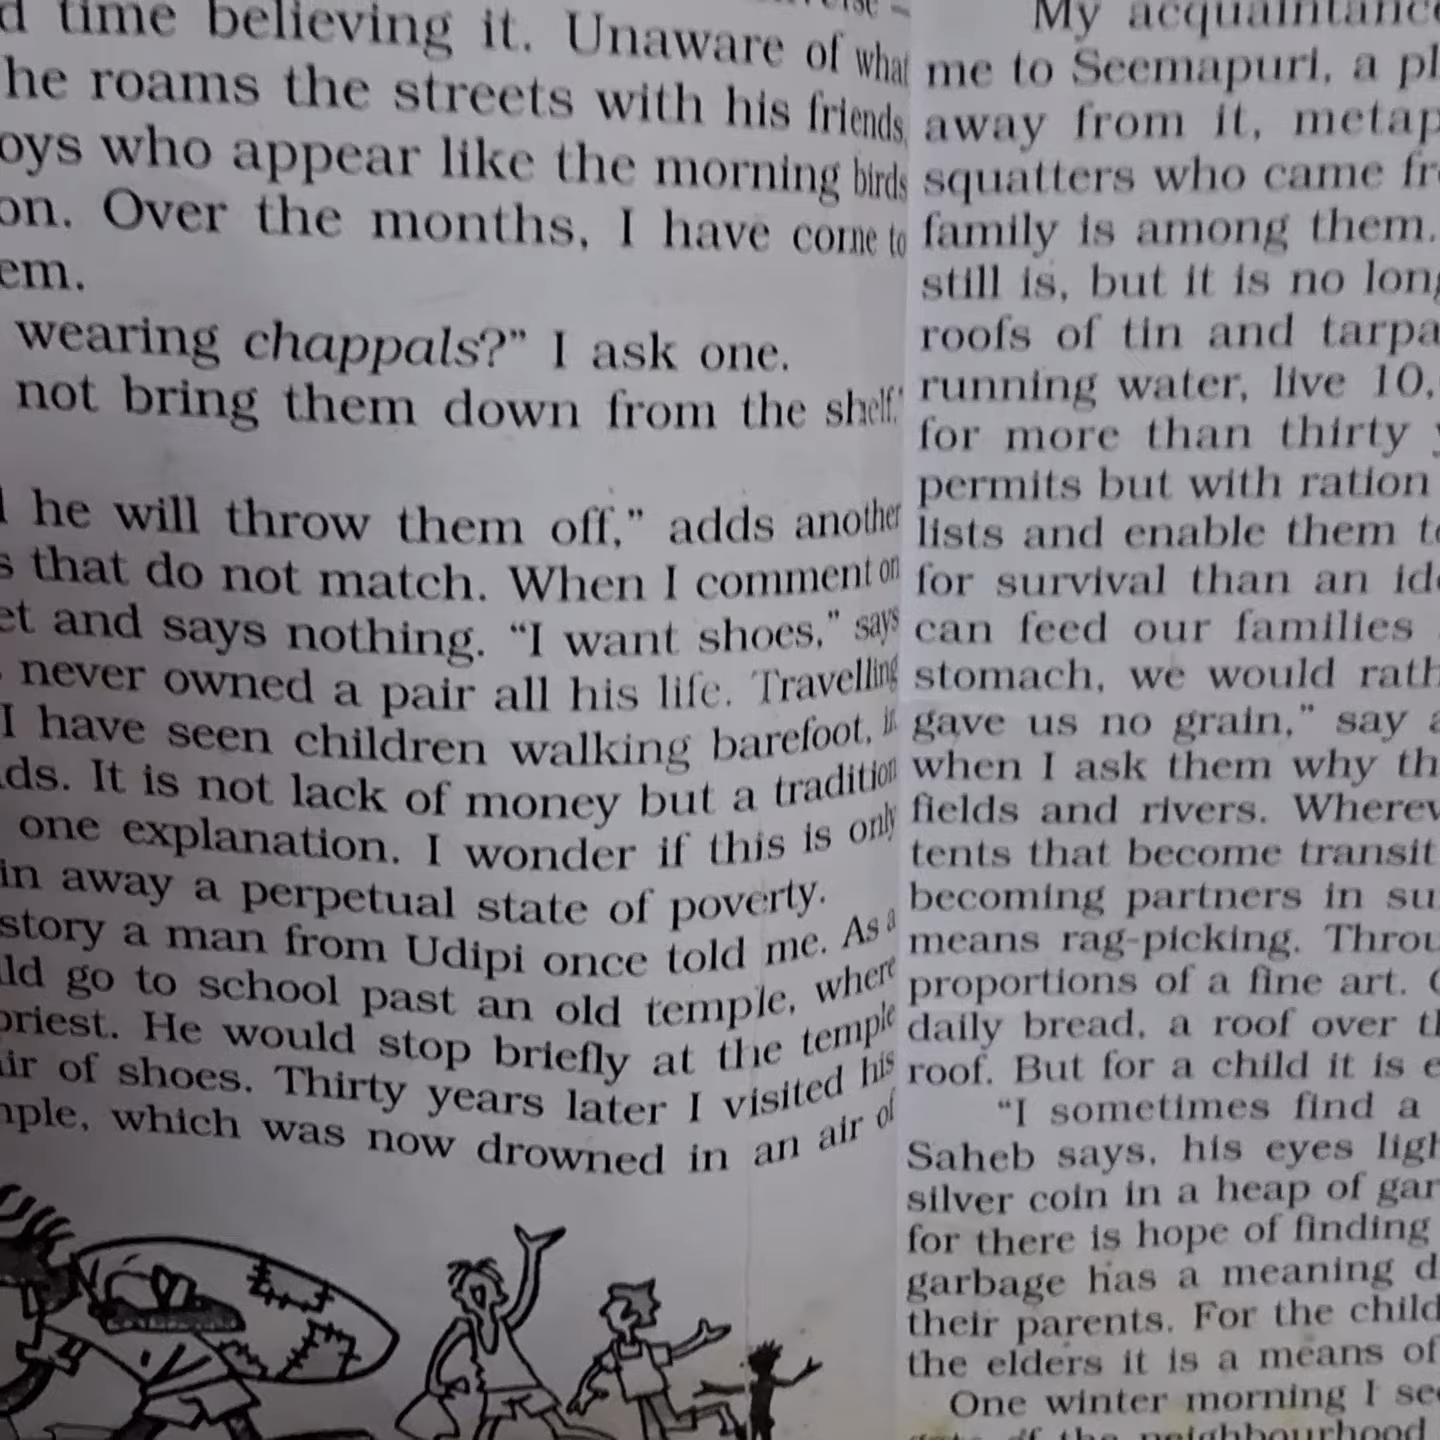 time believing it. Unaware of what
he roams the streets with his friends,
oys who appear like the morning birds
on. Over the months, I have come to
em.
wearing chappals?" I ask one.
not bring them down from the shelf,"
he will throw them off," adds another
s that do not match. When I comment on
et and says nothing. "I want shoes," says
never owned a pair all his life. Travelling
I have seen children walking barefoot, in
ds. It is not lack of money but a tradition
one explanation. I wonder if this is only
in away a perpetual state of poverty.
story a man from Udipi once told me. As a
ld go to school past an old temple, where
priest. He would stop briefly at the temple
ir of shoes. Thirty years later I visited his
mple, which was now drowned in an air of
My acquaintance
me to Seemapuri, a pl
away from it, metap
squatters who came fr
family is among them.
still is, but it is no long
roofs of tin and tarpa
running water, live 10,
for more than thirty y
permits but with ration
lists and enable them to
for survival than an ide
can feed our families
stomach, we would rath
gave us no grain," say a
when I ask them why th
fields and rivers. Wherev
tents that become transit
becoming partners in su
means rag-picking. Throu
proportions of a fine art.
daily bread, a roof over th
roof. But for a child it is e
"I sometimes find a
Saheb says, his eyes ligh
silver coin in a heap of gar
for there is hope of finding
garbage has a meaning d
their parents. For the child
the elders it is a means of
One winter morning I see
of the neighbourhood